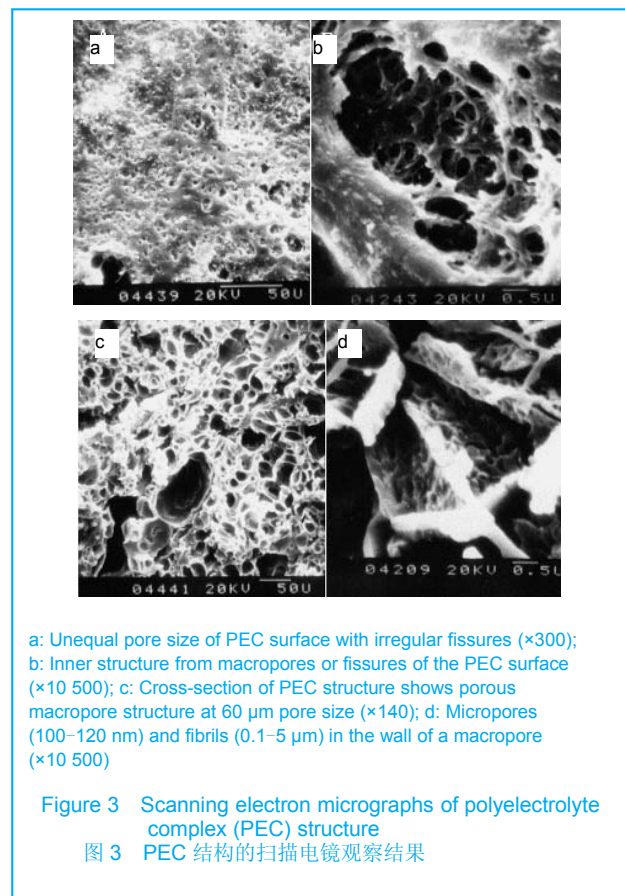 a
b
04439 20KV 50U
04243 20KV 0.5U
c
d
04441 20KV 50U
04209 20KV 0.5U
a: Unequal pore size of PEC surface with irregular fissures (×300);
b: Inner structure from macropores or fissures of the PEC surface
(×10 500); c: Cross-section of PEC structure shows porous
macropore structure at 60 μm pore size (×140); d: Micropores
(100–120 nm) and fibrils (0.1–5 μm) in the wall of a macropore
(×10 500)
Figure 3 Scanning electron micrographs of polyelectrolyte
complex (PEC) structure
图 3 PEC 结构的扫描电镜观察结果